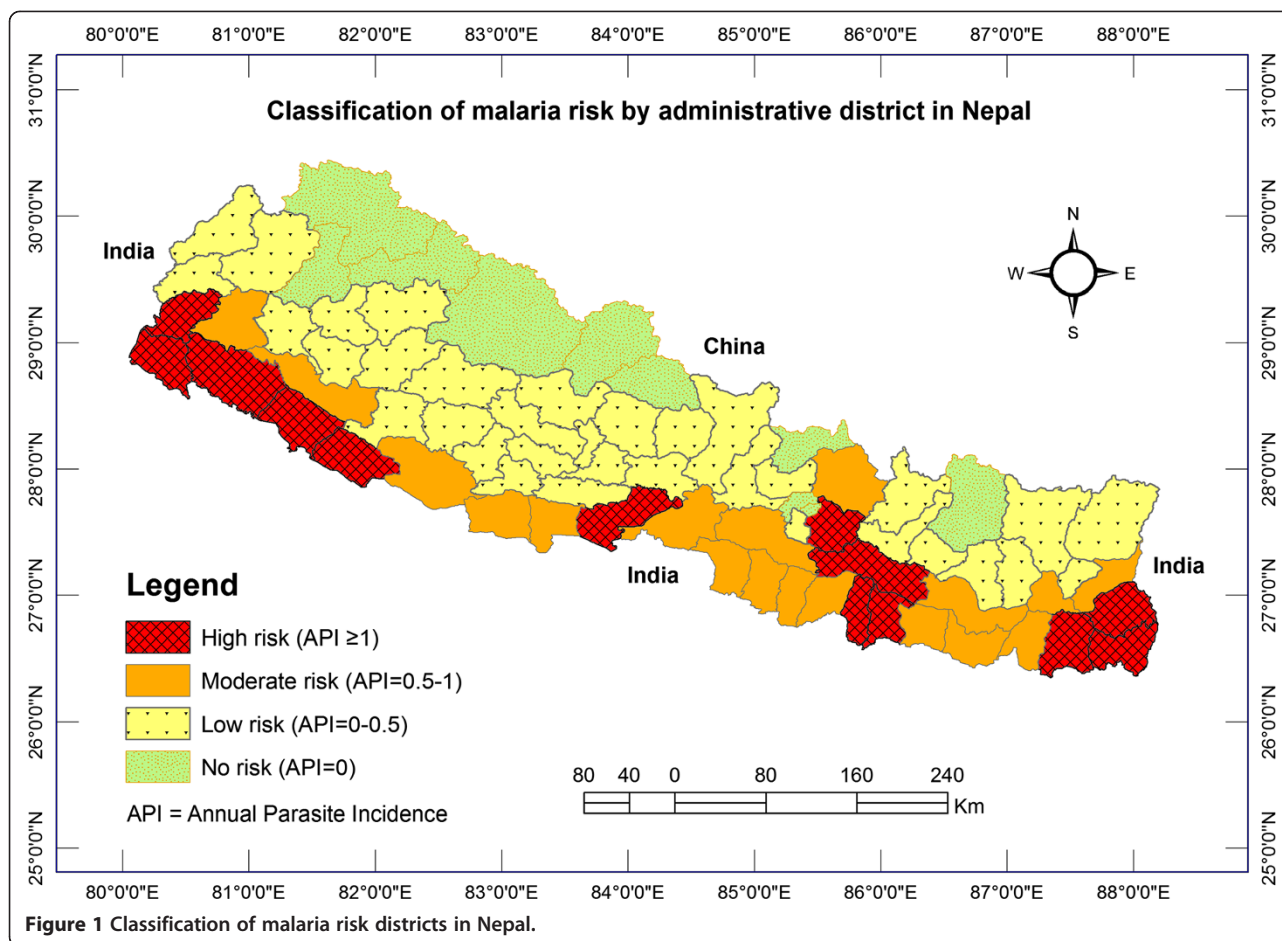 80°0'0"E 81°0'0"E 82°0'0"E 83°0'0"E 84°0'0"E 85°0'0"E 86°0'0"E 87°0'0"E 88°0'0"E
31°0'0"N 31°0'0"N
Classification of malaria risk by administrative district in Nepal
30°0'0"N 30°0'0"N
India
N
W E
S
29°0'0"N 29°0'0"N
China
28°0'0"N 28°0'0"N
India India
27°0'0"N 27°0'0"N
Legend
High risk (API ≥1)
Moderate risk (API=0.5-1)
26°0'0"N 26°0'0"N
Low risk (API=0-0.5)
No risk (API=0)
API = Annual Parasite Incidence
80 40 0 80 160 240
Km
25°0'0"N 25°0'0"N
80°0'0"E 81°0'0"E 82°0'0"E 83°0'0"E 84°0'0"E 85°0'0"E 86°0'0"E 87°0'0"E 88°0'0"E
Figure 1 Classification of malaria risk districts in Nepal.